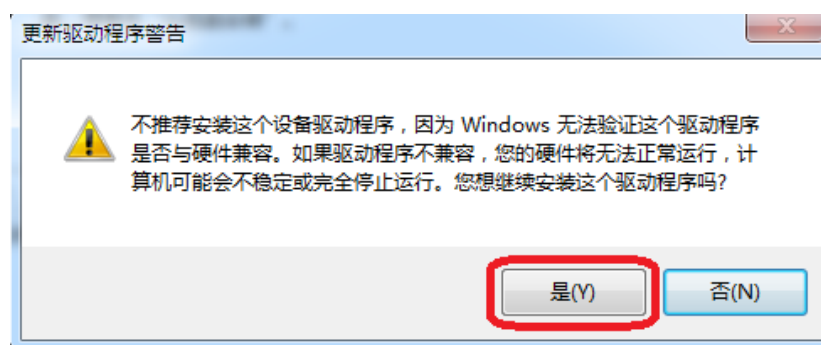 更新驱动程序警告
不推荐安装这个设备驱动程序，因为 Windows 无法验证这个驱动程序
是否与硬件兼容。如果驱动程序不兼容，您的硬件将无法正常运行，计
算机可能会不稳定或完全停止运行。您想继续安装这个驱动程序吗?
是(Y)
否(N)